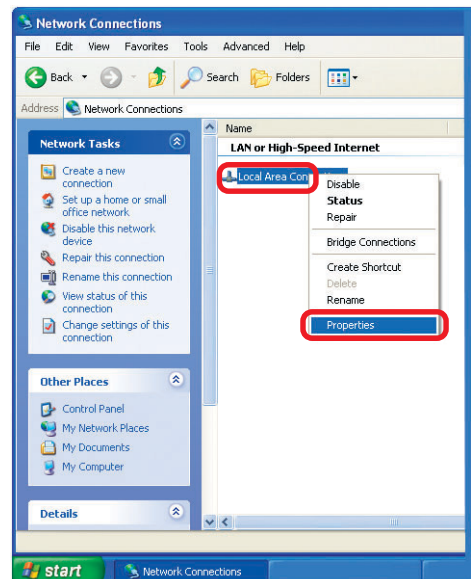 Network Connections
File Edit View Favorites Tools Advanced Help
Back Search Folders
Address Network Connections
Network Tasks
Create a new
connection
Set up a home or small
office network
Disable this network
device
Repair this connection
Rename this connection
View status of this
connection
Change settings of this
connection
Other Places
Control Panel
My Network Places
My Documents
My Computer
Details
Name
LAN or High-Speed Internet
Local Area Con
Disable
Status
Repair
Bridge Connections
Create Shortcut
Delete
Rename
Properties
start Network Connections